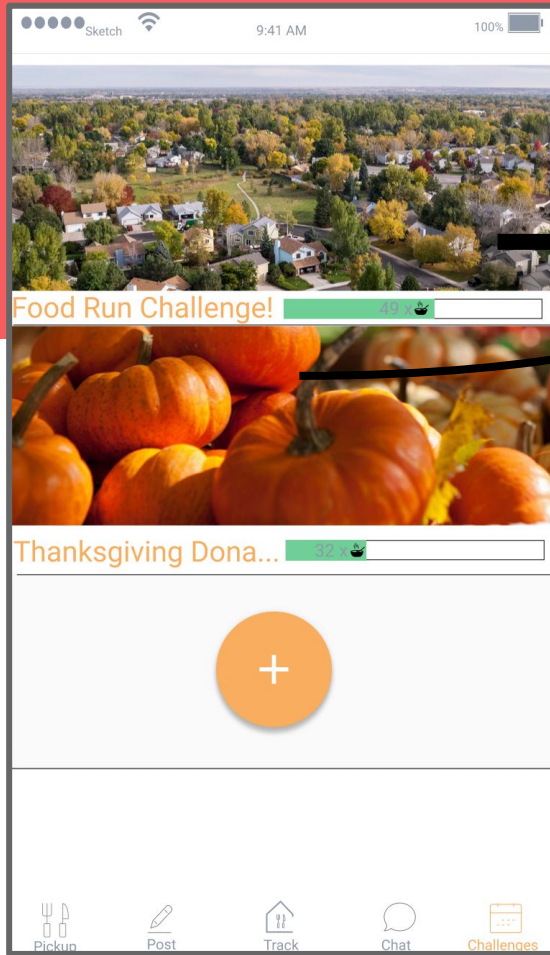 Sketch 9:41 AM 100%
Food Run Challenge! 49 x
Thanksgiving Dona... 32 x
+
Pickup Post Track Chat Challenges